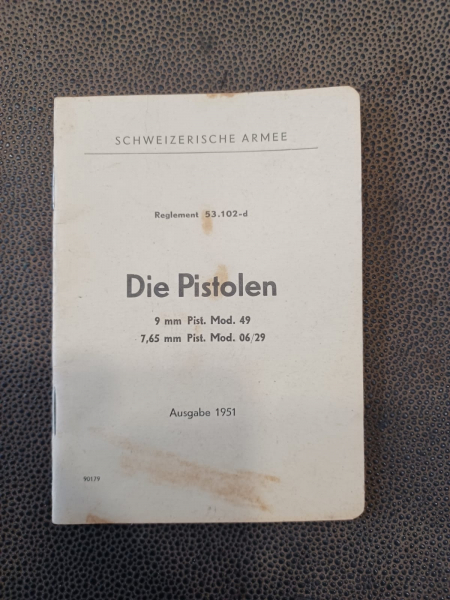 SCHWEIZERISCHE ARMEE
Reglement 53.102-d
Die Pistolen
9 mm Pist. Mod. 49
7,65 mm Pist. Mod. 06/29
Ausgabe 1951
90179